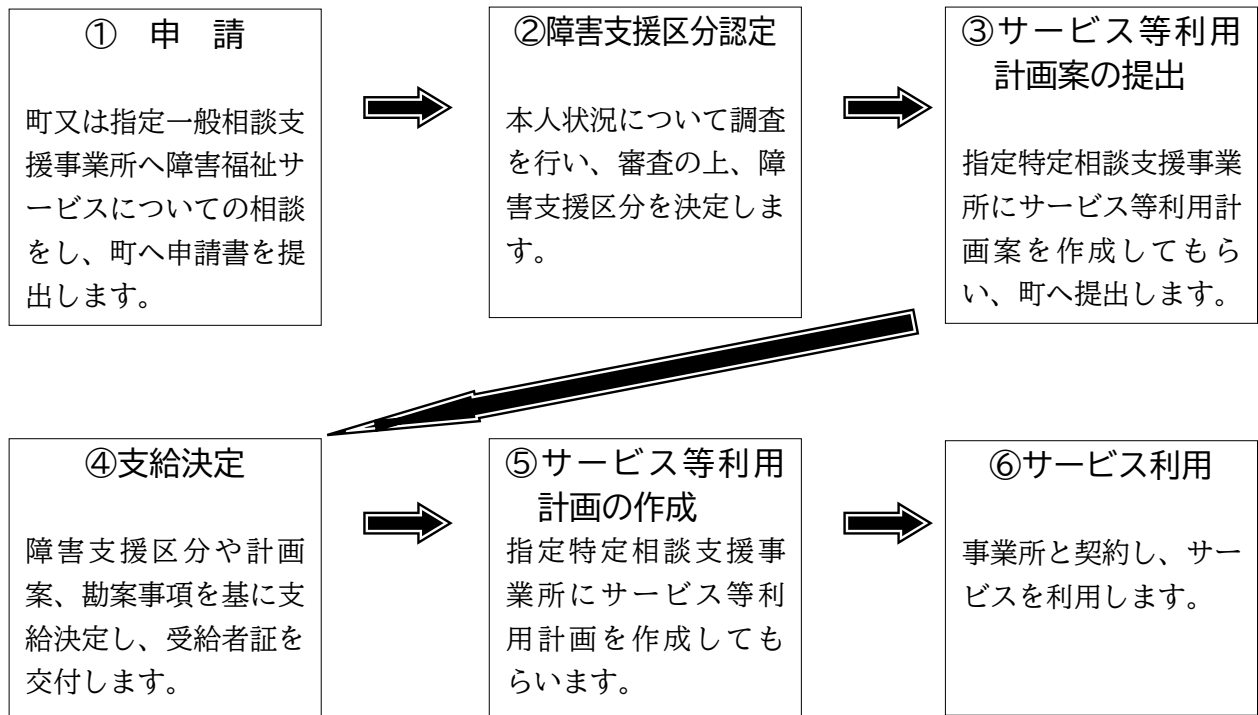 ① 申 請
町又は指定一般相談支
援事業所へ障害福祉サ
ービスについての相談
をし、町へ申請書を提
出します。
②障害支援区分認定
本人状況について調査
を行い、審査の上、障
害支援区分を決定しま
す。
③サービス等利用
計画案の提出
指定特定相談支援事業
所にサービス等利用計
画案を作成してもら
い、町へ提出します。
④支給決定
障害支援区分や計画
案、勘案事項を基に支
給決定し、受給者証を
交付します。
⑤サービス等利用
計画の作成
指定特定相談支援事
業所にサービス等利
用計画を作成しても
らいます。
⑥サービス利用
事業所と契約し、サー
ビスを利用します。